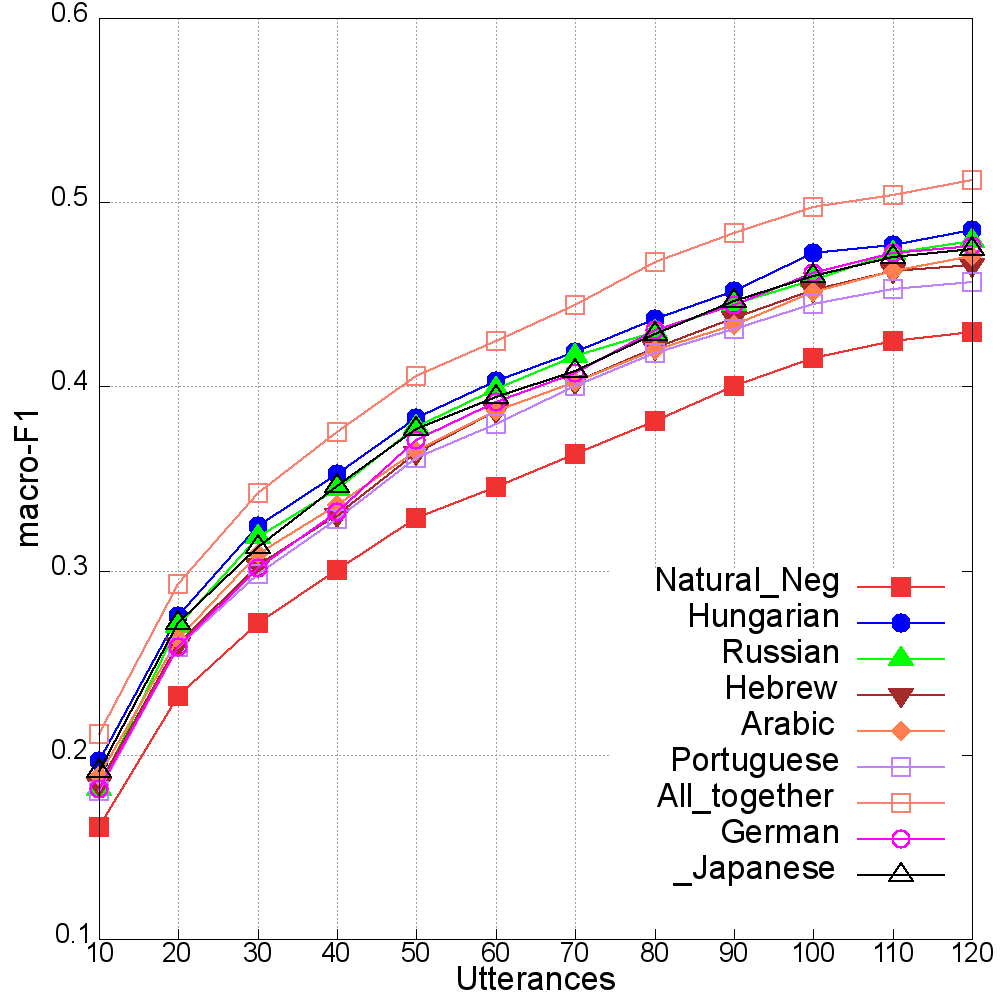 0.6
0.5
0.4
0.3
0.2
0.1
macro-F1
10 20 30 40 50 60 70 80 90 100 110 120
Utterances
Natural_Neg
Hungarian
Russian
Hebrew
Arabic
Portuguese
All_together
German
_Japanese